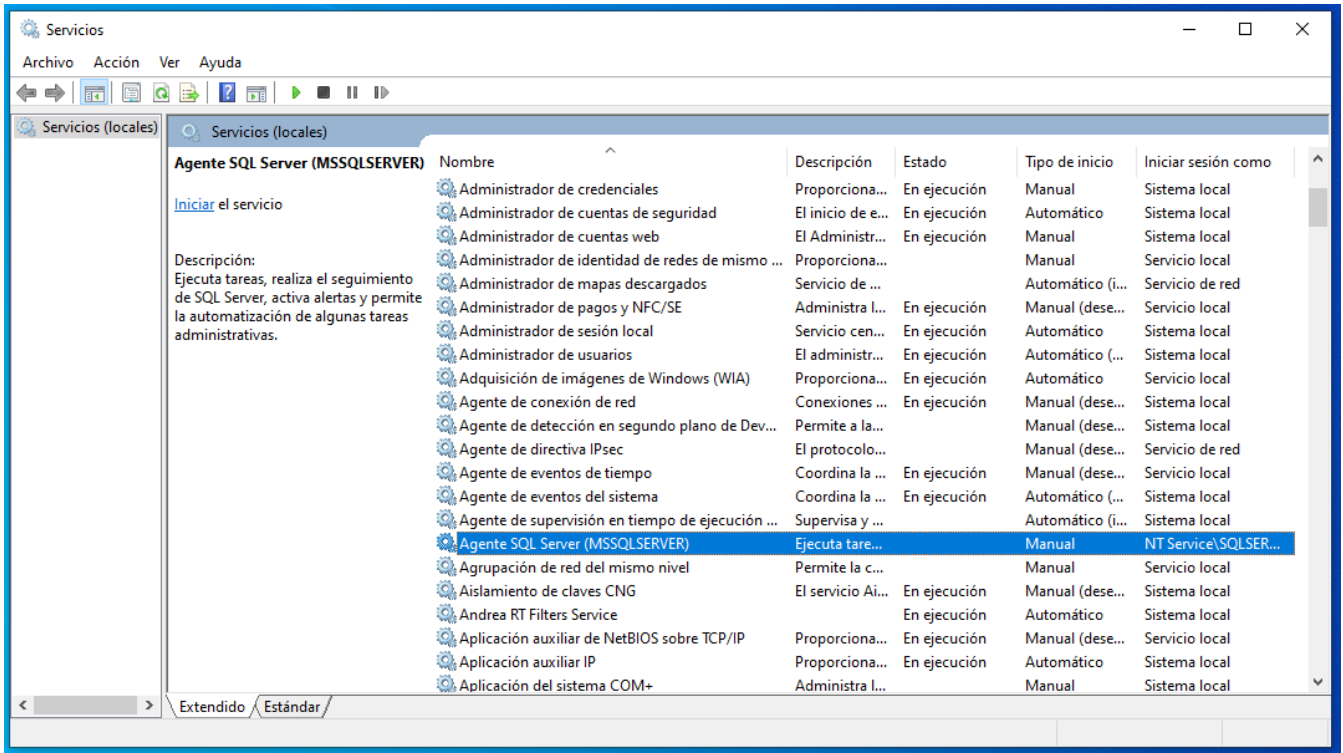 Servicios
Archivo Acción Ver Ayuda
Servicios (locales)
Servicios (locales)
Agente SQL Server (MSSQLSERVER)
Iniciar el servicio
Descripción:
Ejecuta tareas, realiza el seguimiento
de SQL Server, activa alertas y permite
la automatización de algunas tareas
administrativas.
Nombre Descripción Estado Tipo de inicio Iniciar sesión como
Administrador de credenciales Proporciona... En ejecución Manual Sistema local
Administrador de cuentas de seguridad El inicio de e... En ejecución Automático Sistema local
Administrador de cuentas web El Administr... En ejecución Manual Sistema local
Administrador de identidad de redes de mismo ... Proporciona... Manual Servicio local
Administrador de mapas descargados Servicio de ... Automático (i... Servicio de red
Administrador de pagos y NFC/SE Administra l... En ejecución Manual (dese... Servicio local
Administrador de sesión local Servicio cen... En ejecución Automático Sistema local
Administrador de usuarios El administr... En ejecución Automático (... Sistema local
Adquisición de imágenes de Windows (WIA) Proporciona... En ejecución Automático Servicio local
Agente de conexión de red Conexiones ... En ejecución Manual (dese... Sistema local
Agente de detección en segundo plano de Dev... Permite a la... Manual (dese... Sistema local
Agente de directiva IPsec El protocolo... Manual (dese... Servicio de red
Agente de eventos de tiempo Coordina la ... En ejecución Manual (dese... Servicio local
Agente de eventos del sistema Coordina la ... En ejecución Automático (... Sistema local
Agente de supervisión en tiempo de ejecución ... Supervisa y ... Automático (i... Sistema local
Agente SQL Server (MSSQLSERVER) Ejecuta tare... Manual NT Service\SQLSER...
Agrupación de red del mismo nivel Permite la c... Manual Servicio local
Aislamiento de claves CNG El servicio Ai... En ejecución Manual (dese... Sistema local
Andrea RT Filters Service En ejecución Automático Sistema local
Aplicación auxiliar de NetBIOS sobre TCP/IP Proporciona... En ejecución Manual (dese... Servicio local
Aplicación auxiliar IP Proporciona... En ejecución Automático Sistema local
Aplicación del sistema COM+ Administra l... Manual Sistema local
Extendido Estándar